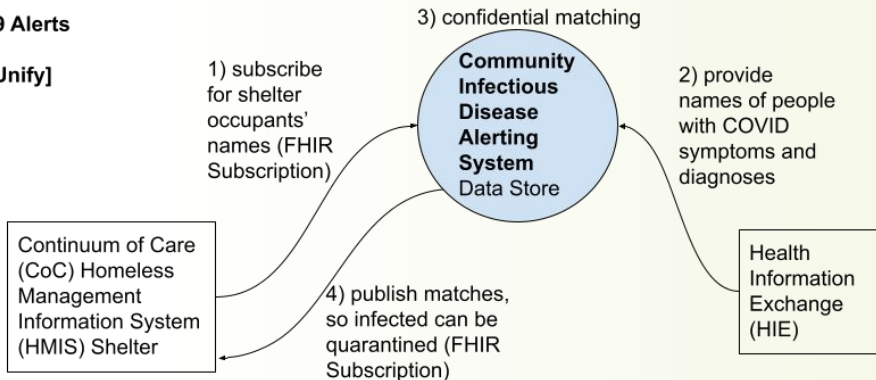 9 Alerts
Unify]
3) confidential matching
1) subscribe
for shelter
occupants'
names (FHIR
Subscription)
Community
Infectious
Disease
Alerting
System
Data Store
2) provide
names of people
with COVID
symptoms and
diagnoses
Continuum of Care
(CoC) Homeless
Management
Information System
(HMIS) Shelter
4) publish matches,
so infected can be
quarantined (FHIR
Subscription)
Health
Information
Exchange
(HIE)